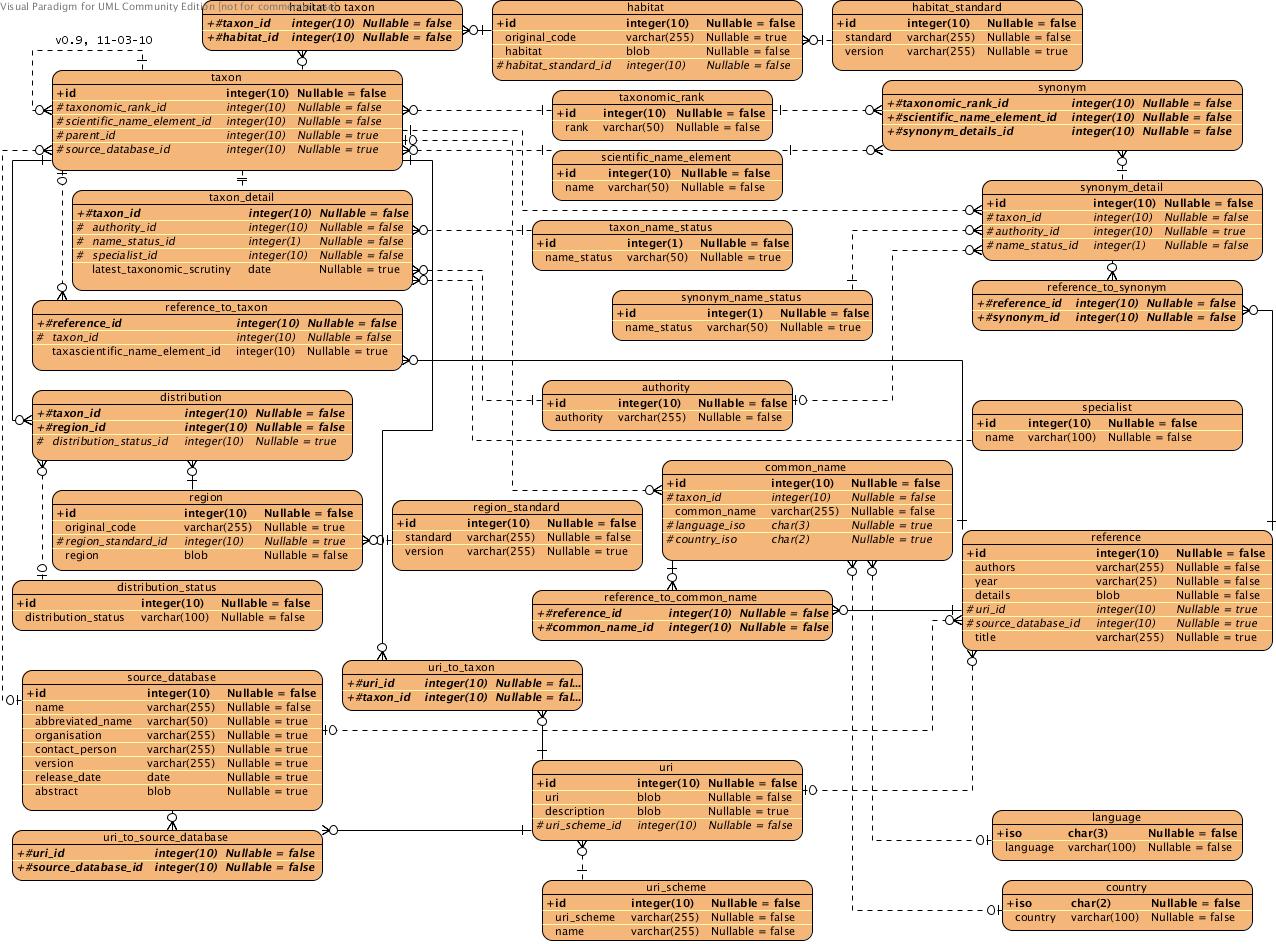 Visual Paradigm for UML Community Edition [not for commercial use]
v0.9, 11-03-10
habitat_to_taxon
+#taxon_id integer(10) Nullable = false
+#habitat_id integer(10) Nullable = false
habitat
+id integer(10) Nullable = false
original_code varchar(255) Nullable = true
habitat blob Nullable = false
#habitat_standard_id integer(10) Nullable = false
habitat_standard
+id integer(10) Nullable = false
standard varchar(255) Nullable = false
version varchar(255) Nullable = true
taxon
+id integer(10) Nullable = false
#taxonomic_rank_id integer(10) Nullable = false
#scientific_name_element_id integer(10) Nullable = false
#parent_id integer(10) Nullable = true
#source_database_id integer(10) Nullable = true
taxonomic_rank
+id integer(10) Nullable = false
rank varchar(50) Nullable = false
synonym
+#taxonomic_rank_id integer(10) Nullable = false
+#scientific_name_element_id integer(10) Nullable = false
+#synonym_details_id integer(10) Nullable = false
scientific_name_element
+id integer(10) Nullable = false
name varchar(50) Nullable = false
taxon_detail
+#taxon_id integer(10) Nullable = false
# authority_id integer(10) Nullable = false
# name_status_id integer(1) Nullable = false
# specialist_id integer(10) Nullable = false
latest_taxonomic_scrutiny date Nullable = true
synonym_detail
+id integer(10) Nullable = false
#taxon_id integer(10) Nullable = false
#authority_id integer(10) Nullable = true
#name_status_id integer(1) Nullable = false
taxon_name_status
+id integer(1) Nullable = false
name_status varchar(50) Nullable = true
synonym_name_status
+id integer(1) Nullable = false
name_status varchar(50) Nullable = true
reference_to_synonym
+#reference_id integer(10) Nullable = false
+#synonym_id integer(10) Nullable = false
reference_to_taxon
+#reference_id integer(10) Nullable = false
# taxon_id integer(10) Nullable = false
taxascientific_name_element_id integer(10) Nullable = true
distribution
+#taxon_id integer(10) Nullable = false
+#region_id integer(10) Nullable = false
# distribution_status_id integer(10) Nullable = true
authority
+id integer(10) Nullable = false
authority varchar(255) Nullable = false
specialist
+id integer(10) Nullable = false
name varchar(100) Nullable = false
region
+id integer(10) Nullable = false
original_code varchar(255) Nullable = true
#region_standard_id integer(10) Nullable = true
region blob Nullable = false
region_standard
+id integer(10) Nullable = false
standard varchar(255) Nullable = false
version varchar(255) Nullable = true
common_name
+id integer(10) Nullable = false
#taxon_id integer(10) Nullable = false
common_name varchar(255) Nullable = false
#language_iso char(3) Nullable = true
#country_iso char(2) Nullable = true
reference
+id integer(10) Nullable = false
authors varchar(255) Nullable = true
year varchar(25) Nullable = true
details blob Nullable = true
#uri_id integer(10) Nullable = true
#source_database_id integer(10) Nullable = true
title varchar(255) Nullable = true
distribution_status
+id integer(10) Nullable = false
distribution_status varchar(100) Nullable = false
reference_to_common_name
+#reference_id integer(10) Nullable = false
+#common_name_id integer(10) Nullable = false
uri_to_taxon
+#uri_id integer(10) Nullable = fal...
+#taxon_id integer(10) Nullable = fal...
source_database
+id integer(10) Nullable = false
name varchar(255) Nullable = false
abbreviated_name varchar(50) Nullable = true
organisation varchar(255) Nullable = true
contact_person varchar(255) Nullable = true
version varchar(255) Nullable = true
release_date date Nullable = true
abstract blob Nullable = true
uri
+id integer(10) Nullable = false
uri blob Nullable = false
description blob Nullable = true
#uri_scheme_id integer(10) Nullable = false
language
+iso char(3) Nullable = false
language varchar(100) Nullable = false
uri_to_source_database
+#uri_id integer(10) Nullable = false
+#source_database_id integer(10) Nullable = false
uri_scheme
+id integer(10) Nullable = false
uri_scheme varchar(255) Nullable = false
name varchar(255) Nullable = false
country
+iso char(2) Nullable = false
country varchar(100) Nullable = false